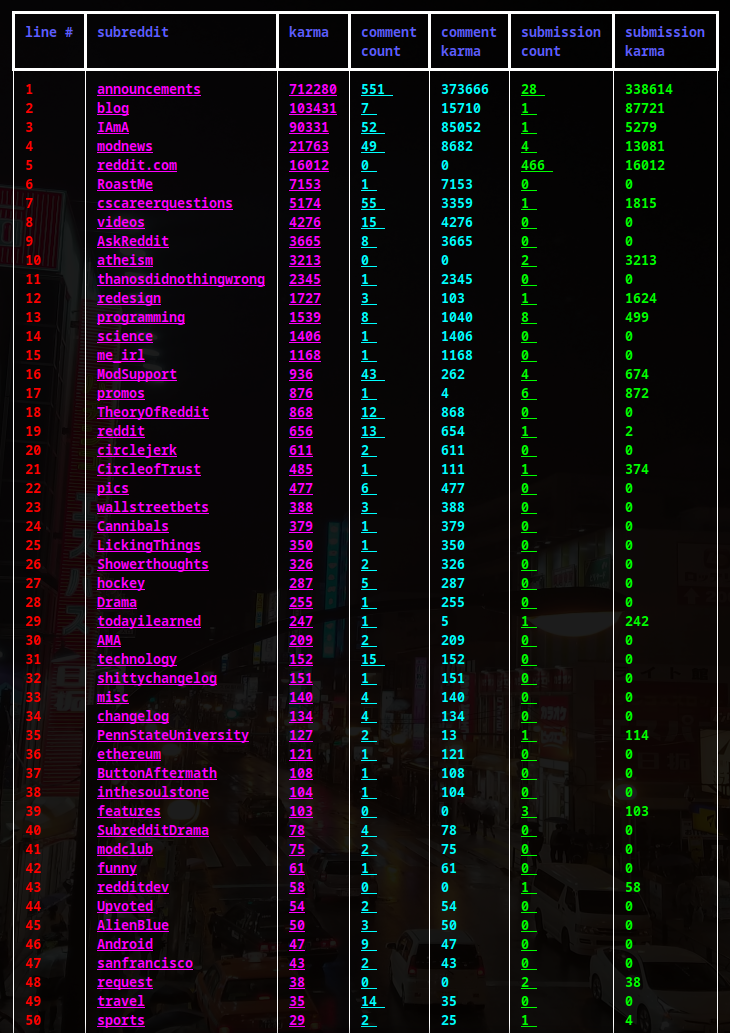 line # subreddit karma comment comment submission submission
count karma count karma
1 announcements 712280 551 373666 28 338614
2 blog 103431 7 15710 1 87721
3 IAmA 90331 52 85052 1 5279
4 modnews 21763 49 8682 4 13081
5 reddit.com 16012 0 0 466 16012
6 RoastMe 7153 1 7153 0 0
7 cscareerquestions 5174 55 3359 1 1815
8 videos 4276 15 4276 0 0
9 AskReddit 3665 8 3665 0 0
10 atheism 3213 0 0 2 3213
11 thanosdidnothingwrong 2345 1 2345 0 0
12 redesign 1727 3 103 1 1624
13 programming 1539 8 1040 8 499
14 science 1406 1 1406 0 0
15 me_irl 1168 1 1168 0 0
16 ModSupport 936 43 262 4 674
17 promos 876 1 4 6 872
18 TheoryOfReddit 868 12 868 0 0
19 reddit 656 13 654 1 2
20 circlejerk 611 2 611 0 0
21 CircleofTrust 485 1 111 1 374
22 pics 477 6 477 0 0
23 wallstreetbets 388 3 388 0 0
24 Cannibals 379 1 379 0 0
25 LickingThings 350 1 350 0 0
26 Showerthoughts 326 2 326 0 0
27 hockey 287 5 287 0 0
28 Drama 255 1 255 0 0
29 todayilearned 247 1 5 1 242
30 AMA 209 2 209 0 0
31 technology 152 15 152 0 0
32 shittychangelog 151 1 151 0 0
33 misc 140 4 140 0 0
34 changelog 134 4 134 0 0
35 PennStateUniversity 127 2 13 1 114
36 ethereum 121 1 121 0 0
37 ButtonAftermath 108 1 108 0 0
38 inthesoulstone 104 1 104 0 0
39 features 103 0 0 3 103
40 SubredditDrama 78 4 78 0 0
41 modclub 75 2 75 0 0
42 funny 61 1 61 0 0
43 redditdev 58 0 0 1 58
44 Upvoted 54 2 54 0 0
45 AlienBlue 50 3 50 0 0
46 Android 47 9 47 0 0
47 sanfrancisco 43 2 43 0 0
48 request 38 0 0 2 38
49 travel 35 14 35 0 0
50 sports 29 2 25 1 4